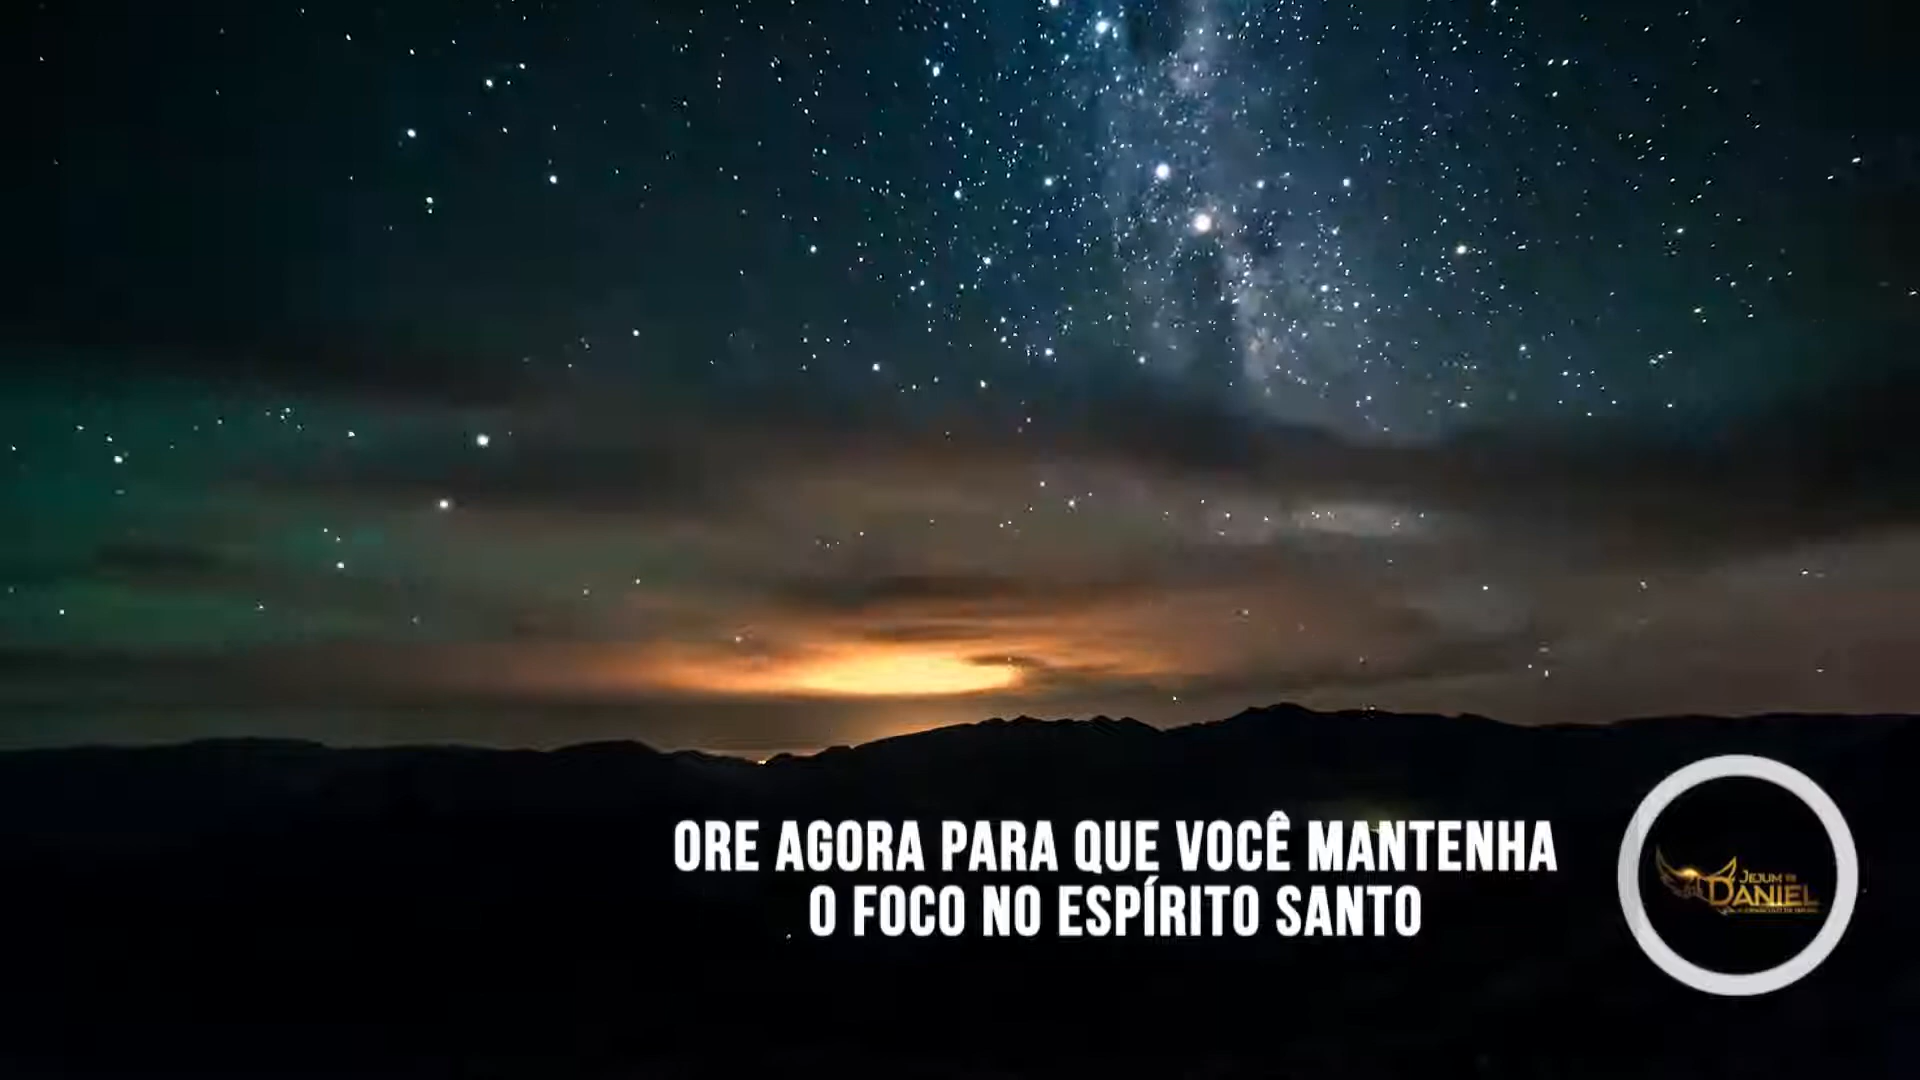 ORE AGORA PARA QUE VOCÊ MANTENHA
O FOCO NO ESPÍRITO SANTO
JEJUM DE
DANIEL